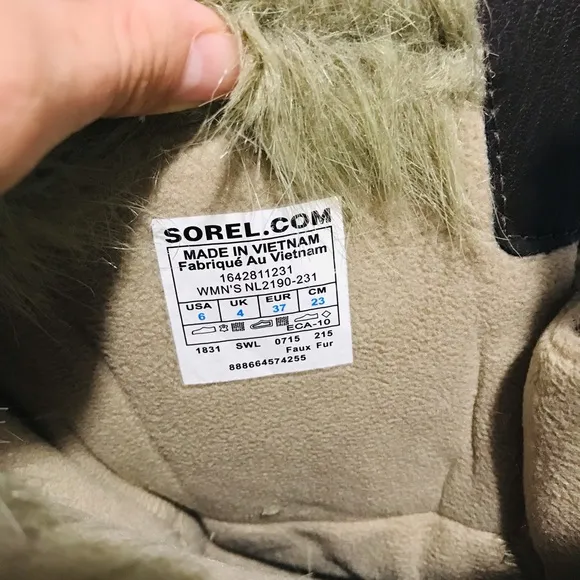 SOREL.COM
MADE IN VIETNAM
Fabriqué Au Vietnam
1642811231
WMN'S NL2190-231
USA UK EUR CM
6 4 37 23
ECA-10
1831 SWL 0715 215
Faux Fur
888664574255